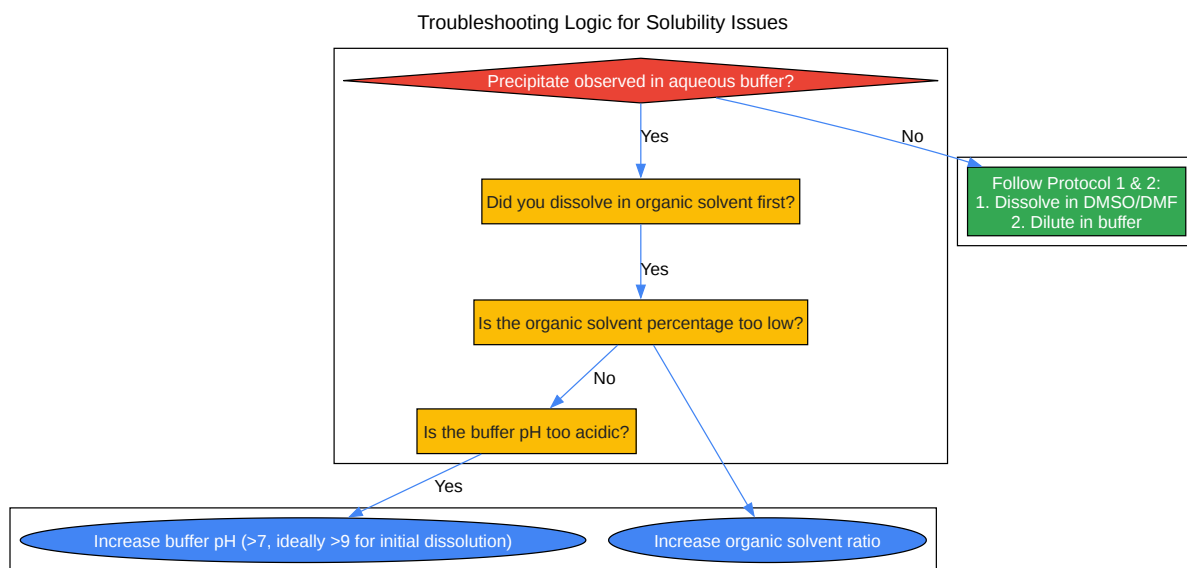 Troubleshooting Logic for Solubility Issues
Precipitate observed in aqueous buffer?
Yes
No
Follow Protocol 1 & 2:
1. Dissolve in DMSO/DMF
2. Dilute in buffer
Did you dissolve in organic solvent first?
Yes
Is the organic solvent percentage too low?
No
Is the buffer pH too acidic?
Yes
Increase buffer pH (>7, ideally >9 for initial dissolution)
Increase organic solvent ratio